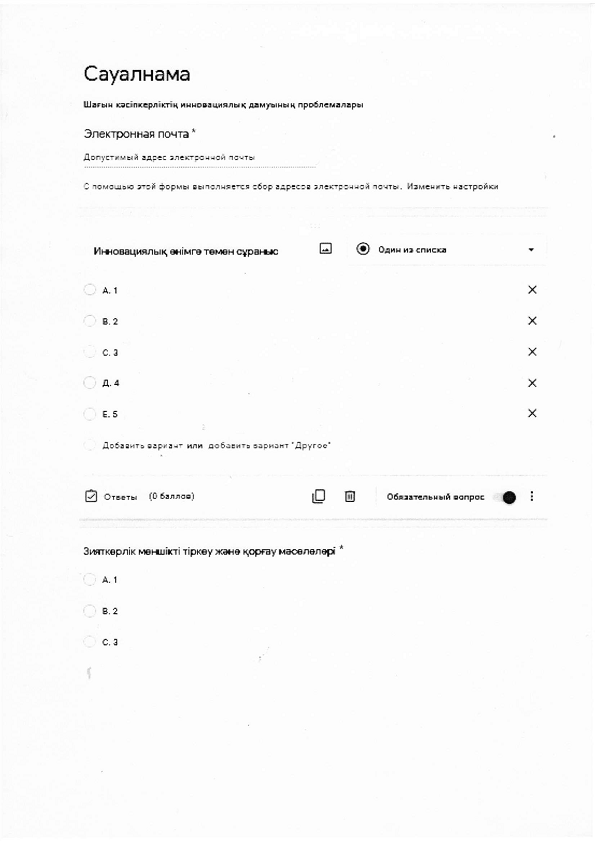 Сауалнама
Шағын кәсіпкерліктің инновациялық дамуының проблемалары
Электронная почта *
Допустимый адрес электронной почты
С помощью этой формы выполняется сбор адресов электронной почты. Изменить настройки
Инновациялық өнімге төмен сұраныс Один из списка
А. 1
В. 2
С. 3
Д. 4
Е. 5
Добавить вариант или добавить вариант "Другое"
Ответы (0 баллов) Обязательный вопрос
Зияткерлік меншікті тіркеу және қорғау мәселелері *
А. 1
В. 2
С. 3